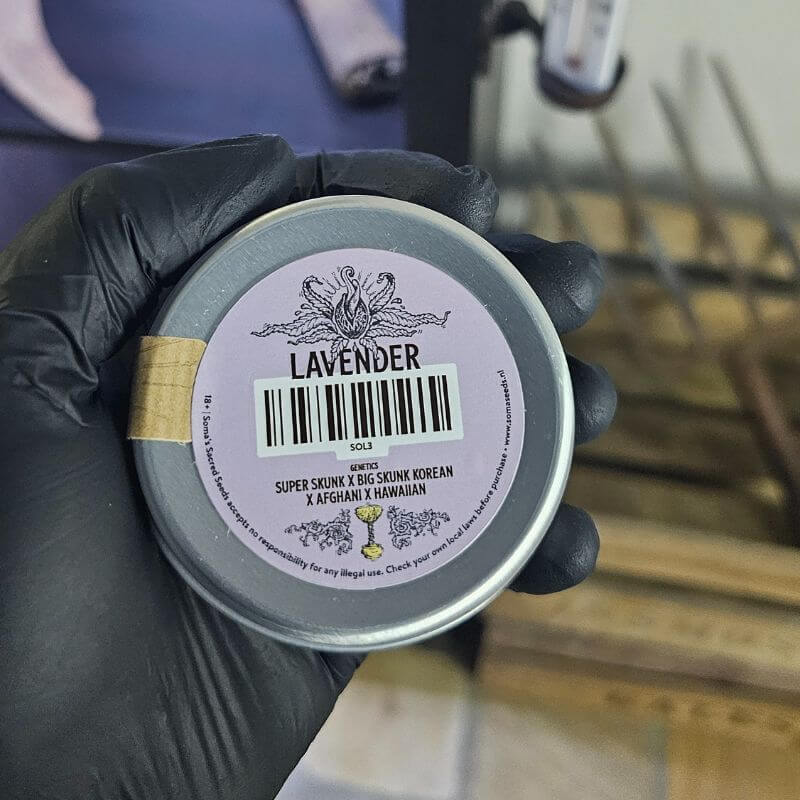 LAVENDER
SOL3
GENETICS
SUPER SKUNK X BIG SKUNK KOREAN
X AFGHANI X HAWAIIAN
18+ | Soma's Sacred Seeds accepts no responsibility for any illegal use. Check your own local laws before purchase • www.somaseeds.nl